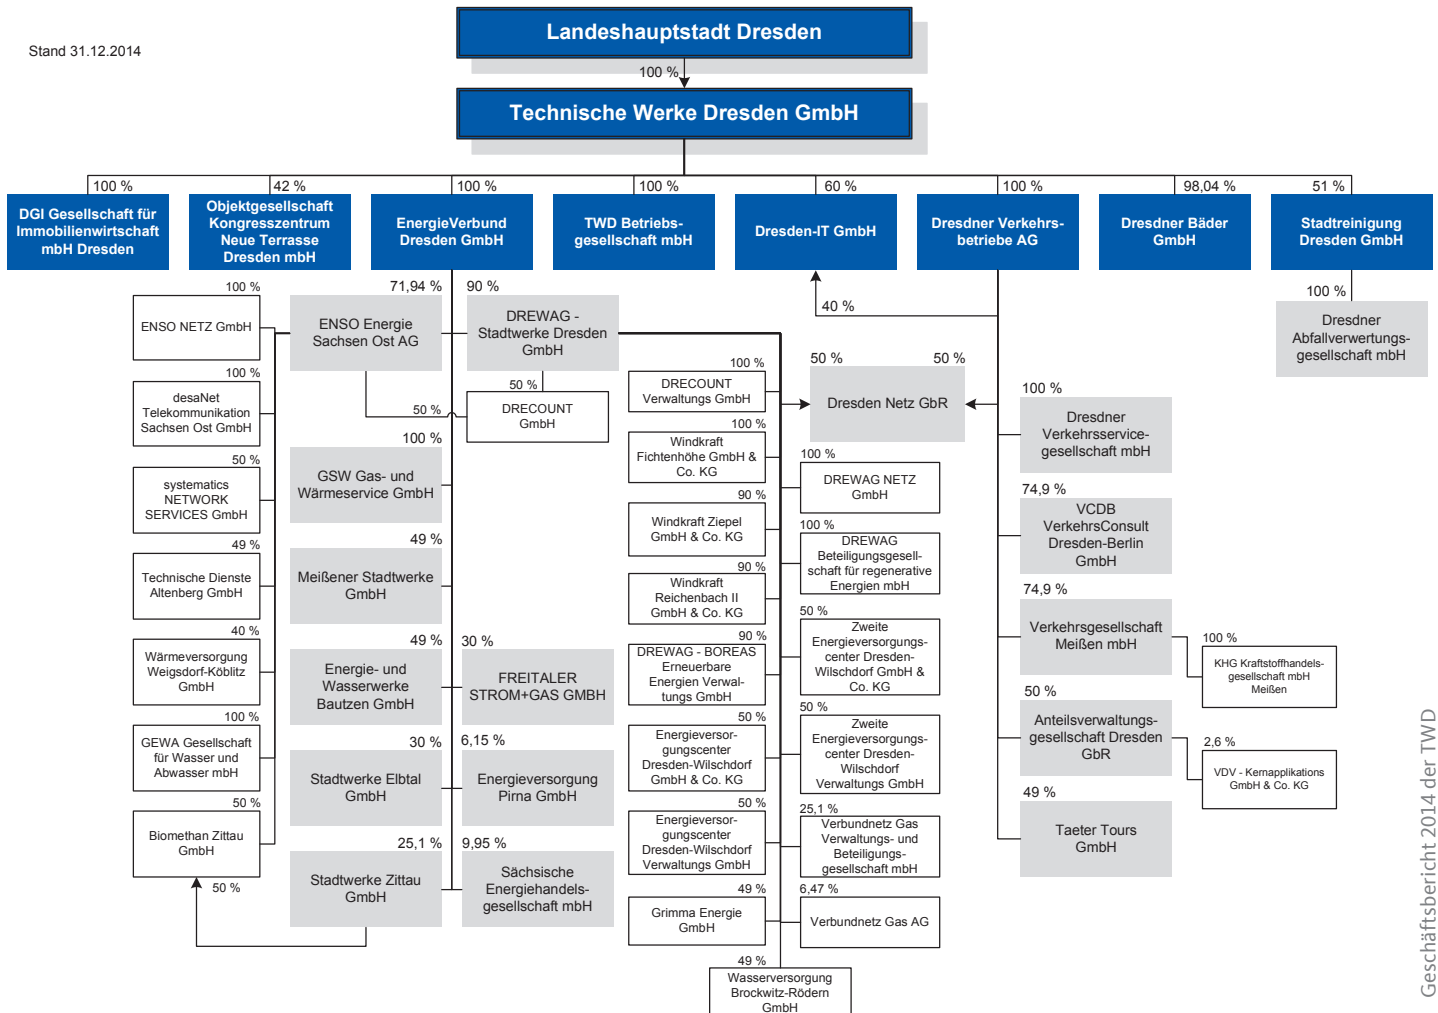 Stand 31.12.2014
Landeshauptstadt Dresden
100 %
Technische Werke Dresden GmbH
100 %
DGI Gesellschaft für
Immobilienwirtschaft
mbH Dresden
42 %
Objektgesellschaft
Kongresszentrum
Neue Terrasse
Dresden mbH
100 %
EnergieVerbund
Dresden GmbH
100 %
TWD Betriebs-
gesellschaft mbH
60 %
Dresden-IT GmbH
100 %
Dresdner Verkehrs-
betriebe AG
98,04 %
Dresdner Bäder
GmbH
51 %
Stadtreinigung
Dresden GmbH
100 %
ENSO NETZ GmbH
100 %
desaNet
Telekommunikation
Sachsen Ost GmbH
50 %
systematics
NETWORK
SERVICES GmbH
49 %
Technische Dienste
Altenberg GmbH
40 %
Wärmeversorgung
Weigsdorf-Köblitz
GmbH
100 %
GEWA Gesellschaft
für Wasser und
Abwasser mbH
50 %
Biomethan Zittau
GmbH
50 %
71,94 %
ENSO Energie
Sachsen Ost AG
90 %
DREWAG -
Stadtwerke Dresden
GmbH
50 %
50 %
DRECOUNT
GmbH
100 %
GSW Gas- und
Wärmeservice GmbH
49 %
Meißener Stadtwerke
GmbH
49 %
Energie- und
Wasserwerke
Bautzen GmbH
30 %
FREITALER
STROM+GAS GMBH
30 %
Stadtwerke Elbtal
GmbH
6,15 %
Energieversorgung
Pirna GmbH
25,1 %
Stadtwerke Zittau
GmbH
9,95 %
Sächsische
Energiehandels-
gesellschaft mbH
100 %
DRECOUNT
Verwaltungs GmbH
100 %
Windkraft
Fichtenhöhe GmbH &
Co. KG
90 %
Windkraft Ziepel
GmbH & Co. KG
90 %
Windkraft
Reichenbach II
GmbH & Co. KG
90 %
DREWAG - BOREAS
Erneuerbare
Energien Verwal-
tungs GmbH
50 %
Energieversor-
gungscenter
Dresden-Wilschdorf
GmbH & Co. KG
50 %
Energieversor-
gungscenter
Dresden-Wilschdorf
Verwaltungs GmbH
49 %
Grimma Energie
GmbH
49 %
Wasserversorgung
Brockwitz-Rödern
GmbH
40 %
50 %
50 %
Dresden Netz GbR
100 %
DREWAG NETZ
GmbH
100 %
DREWAG
Beteiligungsgesell-
schaft für regenerative
Energien mbH
50 %
Zweite
Energieversorgungs-
center Dresden-
Wilschdorf GmbH &
Co. KG
50 %
Zweite
Energieversorgungs-
center Dresden-
Wilschdorf
Verwaltungs GmbH
25,1 %
Verbundnetz Gas
Verwaltungs- und
Beteiligungs-
gesellschaft mbH
6,47 %
Verbundnetz Gas AG
100 %
Dresdner
Verkehrsservice-
gesellschaft mbH
74,9 %
VCDB
VerkehrsConsult
Dresden-Berlin
GmbH
74,9 %
Verkehrsgesellschaft
Meißen mbH
100 %
KHG Kraftstoffhandels-
gesellschaft mbH
Meißen
50 %
Anteilsverwaltungs-
gesellschaft Dresden
GbR
2,6 %
VDV - Kernapplikations
GmbH & Co. KG
49 %
Taeter Tours
GmbH
100 %
Dresdner
Abfallverwertungs-
gesellschaft mbH
Geschäftsbericht 2014 der TWD